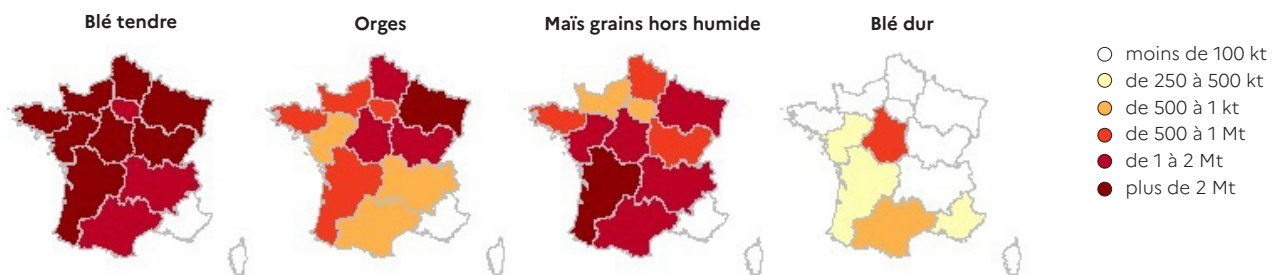 Blé tendre
Orges
Maïs grains hors humide
Blé dur
moins de 100 kt
de 250 à 500 kt
de 500 à 1 kt
de 500 à 1 Mt
de 1 à 2 Mt
plus de 2 Mt